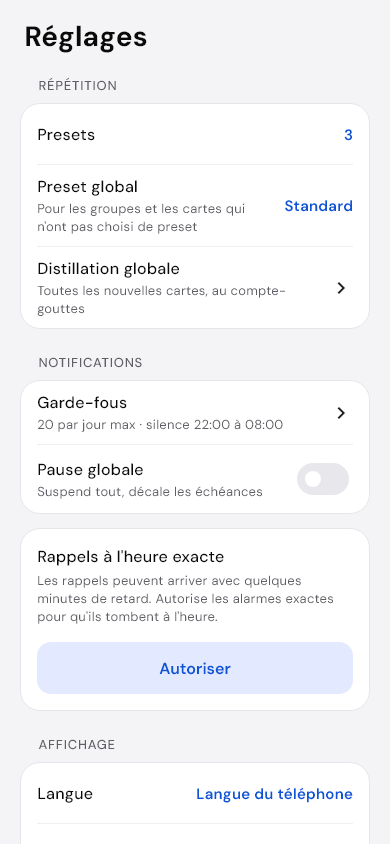 Réglages
RÉPÉTITION
Presets
3
Preset global
Pour les groupes et les cartes qui
n'ont pas choisi de preset
Standard
Distillation globale
Toutes les nouvelles cartes, au compte-
gouttes
NOTIFICATIONS
Garde-fous
20 par jour max · silence 22:00 à 08:00
Pause globale
Suspend tout, décale les échéances
Rappels à l'heure exacte
Les rappels peuvent arriver avec quelques
minutes de retard. Autorise les alarmes exactes
pour qu'ils tombent à l'heure.
Autoriser
AFFICHAGE
Langue
Langue du téléphone